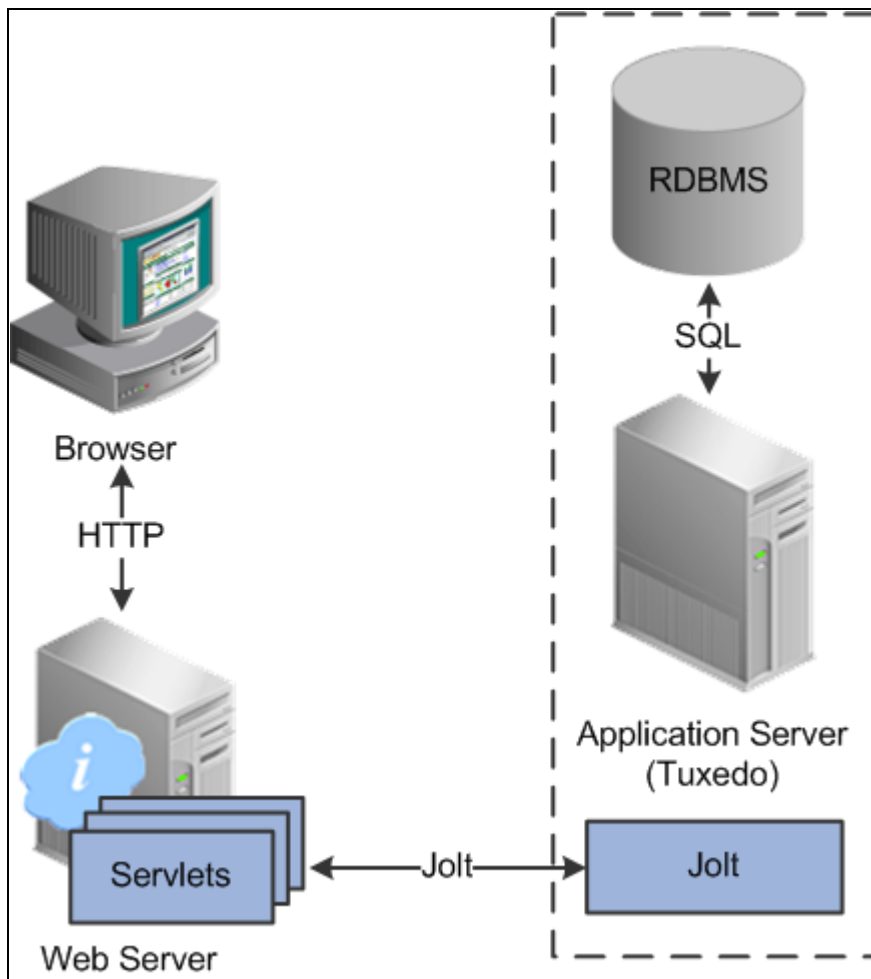 RDBMS
SQL
Browser
HTTP
Application Server
(Tuxedo)
i
Servlets
Jolt
Jolt
Web Server